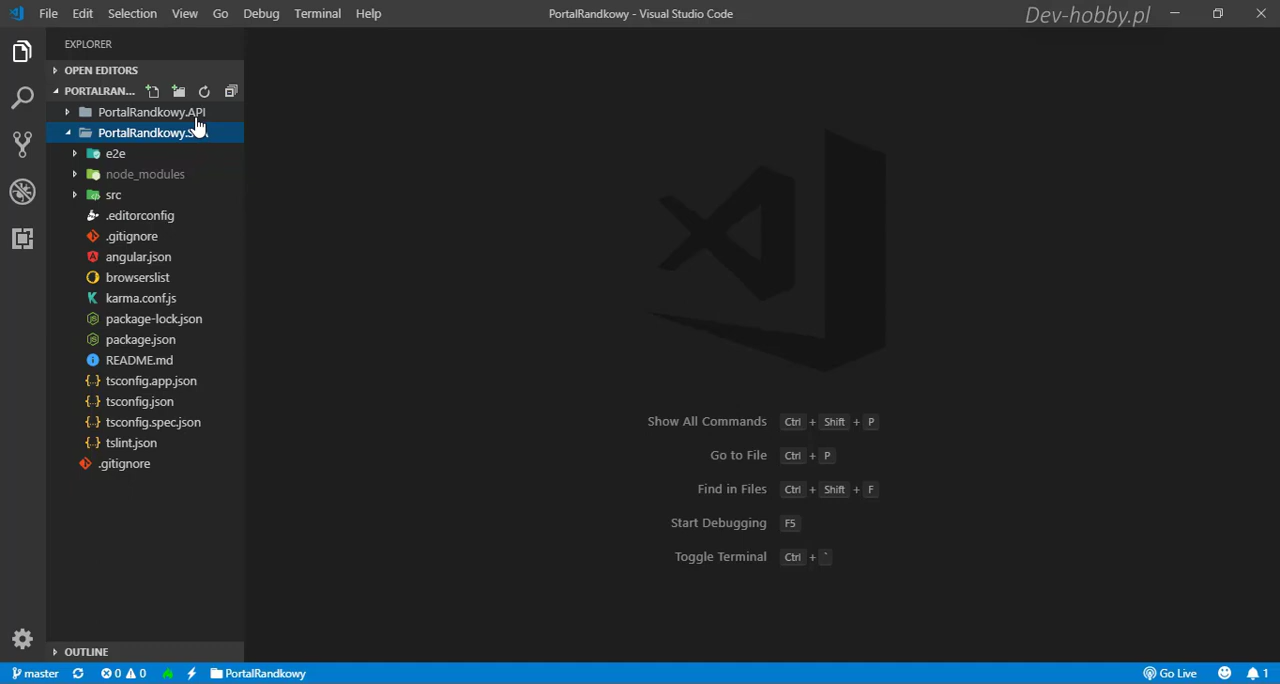 File Edit Selection View Go Debug Terminal Help
PortalRandkowy - Visual Studio Code
Dev-hobby.pl
EXPLORER
OPEN EDITORS
PORTALRAN...
PortalRandkowy.API
PortalRandkowy.
e2e
node_modules
src
.editorconfig
.gitignore
angular.json
browserslist
karma.conf.js
package-lock.json
package.json
README.md
tsconfig.app.json
tsconfig.json
tsconfig.spec.json
tslint.json
.gitignore
Show All Commands Ctrl + Shift + P
Go to File Ctrl + P
Find in Files Ctrl + Shift + F
Start Debugging F5
Toggle Terminal Ctrl + `
OUTLINE
master 0 0 PortalRandkowy Go Live 1